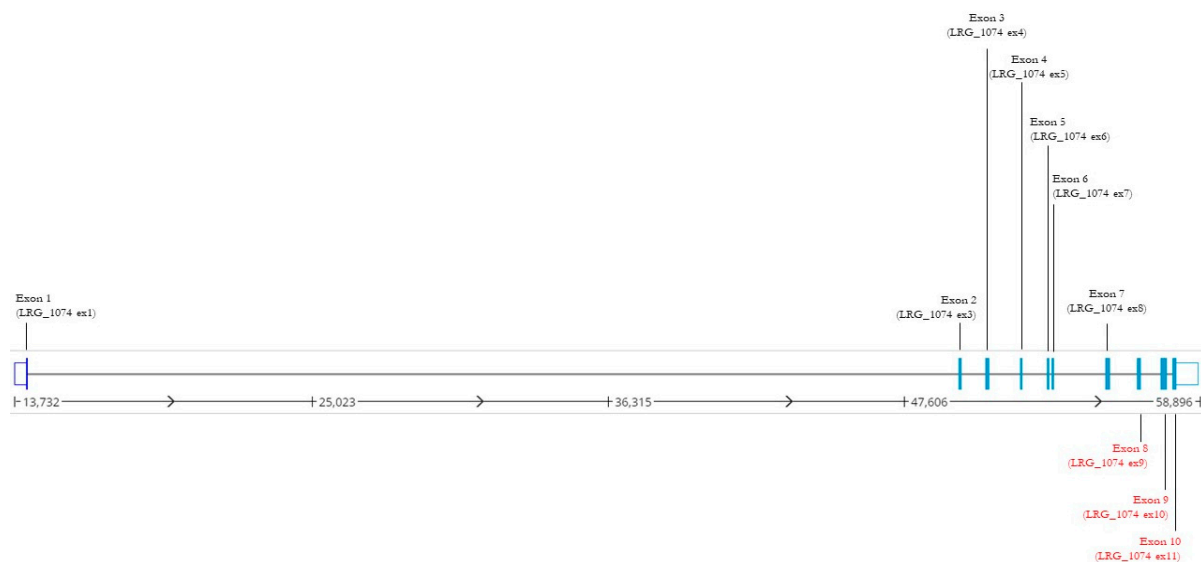 Exon 3
(LRG_1074 ex4)
Exon 4
(LRG_1074 ex5)
Exon 5
(LRG_1074 ex6)
Exon 6
(LRG_1074 ex7)
Exon 1
(LRG_1074 ex1)
Exon 2
(LRG_1074 ex3)
Exon 7
(LRG_1074 ex8)
13,732 25,023 36,315 47,606 58,896
Exon 8
(LRG_1074 ex9)
Exon 9
(LRG_1074 ex10)
Exon 10
(LRG_1074 ex11)